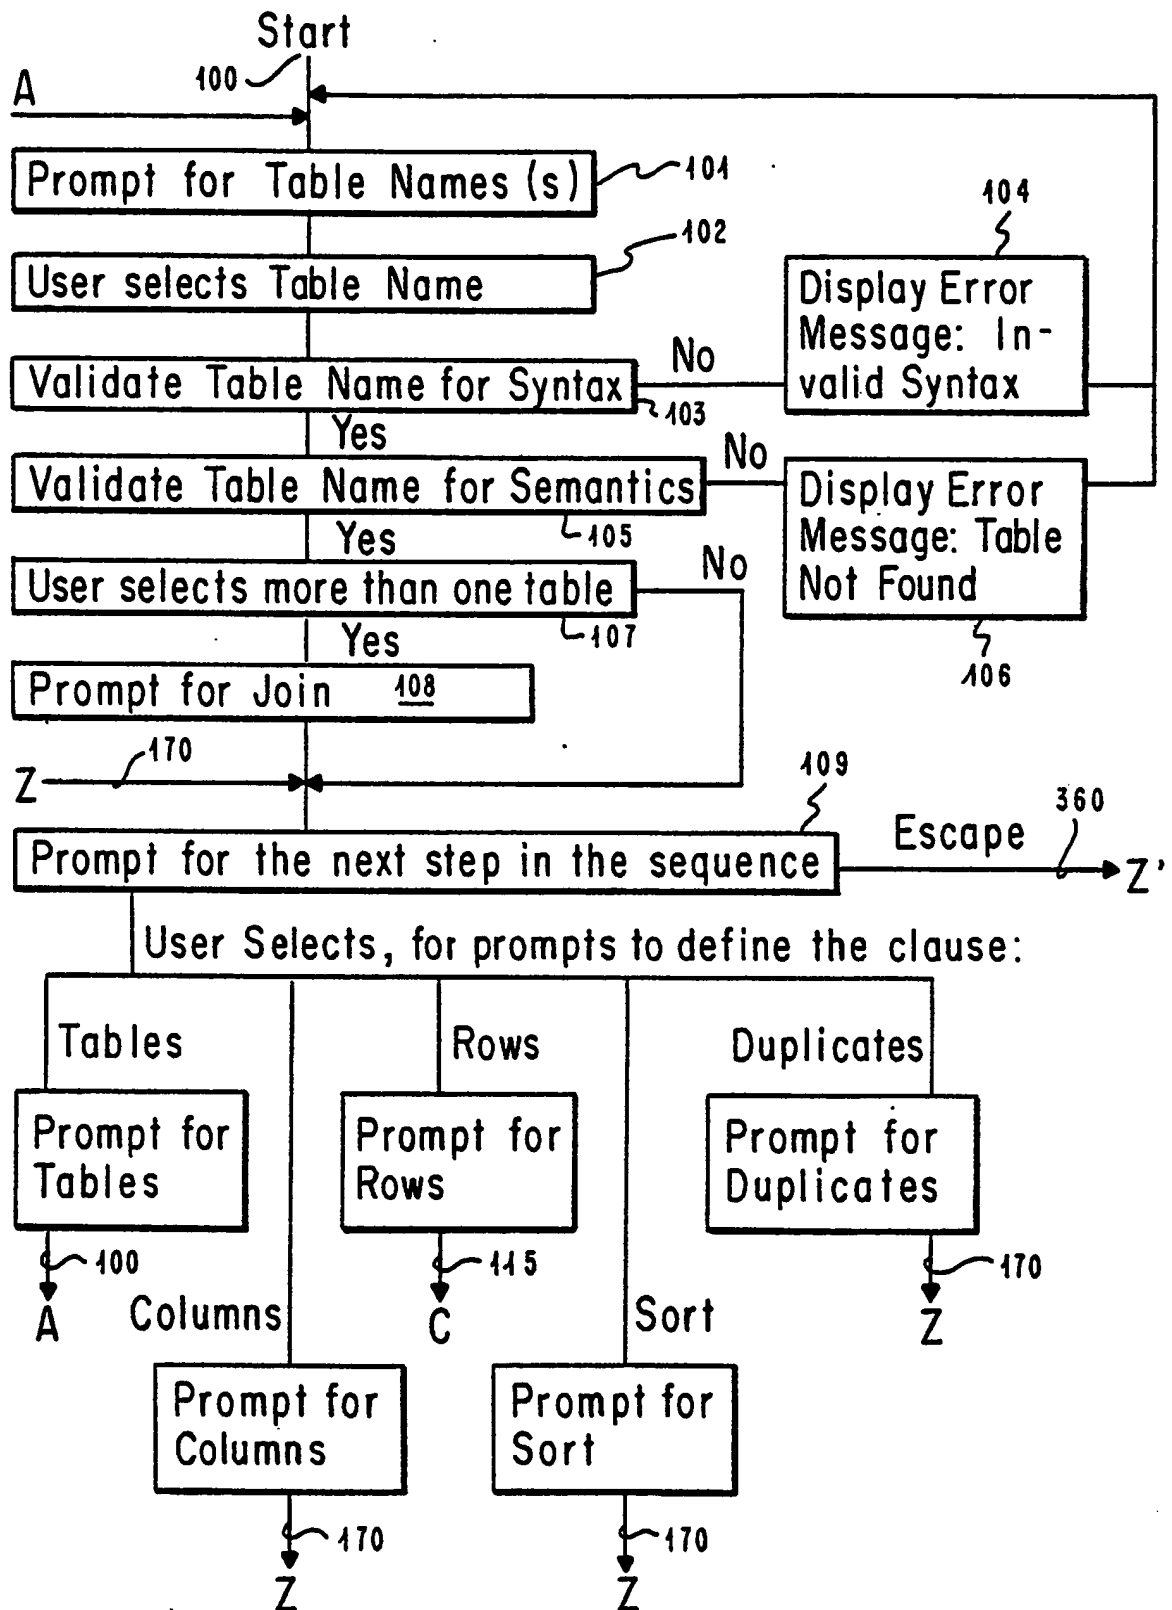 Start
100
A
Prompt for Table Names (s)
101
User selects Table Name
102
104
Display Error
Message: In-
valid Syntax
Validate Table Name for Syntax
No
103
Yes
Validate Table Name for Semantics
No
105
Display Error
Message: Table
Not Found
106
Yes
User selects more than one table
No
107
Yes
Prompt for Join 108
170
Z
109
Prompt for the next step in the sequence
Escape
360
Z'
User Selects, for prompts to define the clause:
Tables
Rows
Duplicates
Prompt for
Tables
Prompt for
Rows
Prompt for
Duplicates
100
115
170
A
Columns
C
Sort
Z
Prompt for
Columns
Prompt for
Sort
170
170
Z
Z